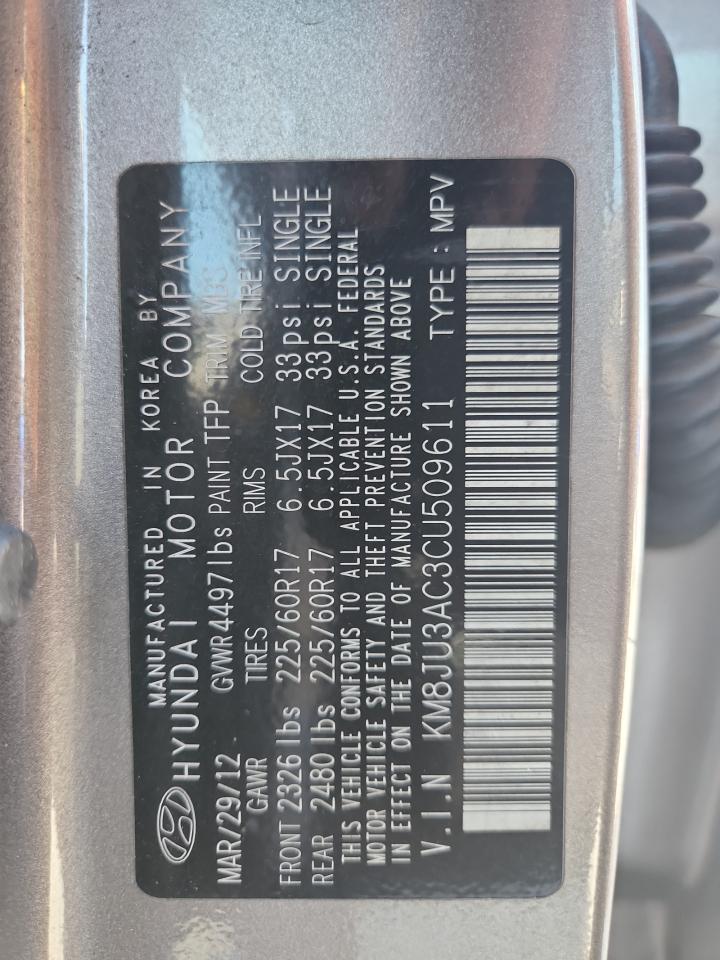 MANUFACTURED IN KOREA BY
HYUNDAI MOTOR COMPANY
MAR/29/12 GVWR 4497lbs PAINT TFP TRIM MBS
GAWR TIRES RIMS COLD TIRE INFL
FRONT 2326 lbs 225/60R17 6.5JX17 33psi SINGLE
REAR 2480 lbs 225/60R17 6.5JX17 33psi SINGLE
THIS VEHICLE CONFORMS TO ALL APPLICABLE U.S.A. FEDERAL
MOTOR VEHICLE SAFETY AND THEFT PREVENTION STANDARDS
IN EFFECT ON THE DATE OF MANUFACTURE SHOWN ABOVE
V.I.N KM8JU3AC3CU509611 TYPE : MPV